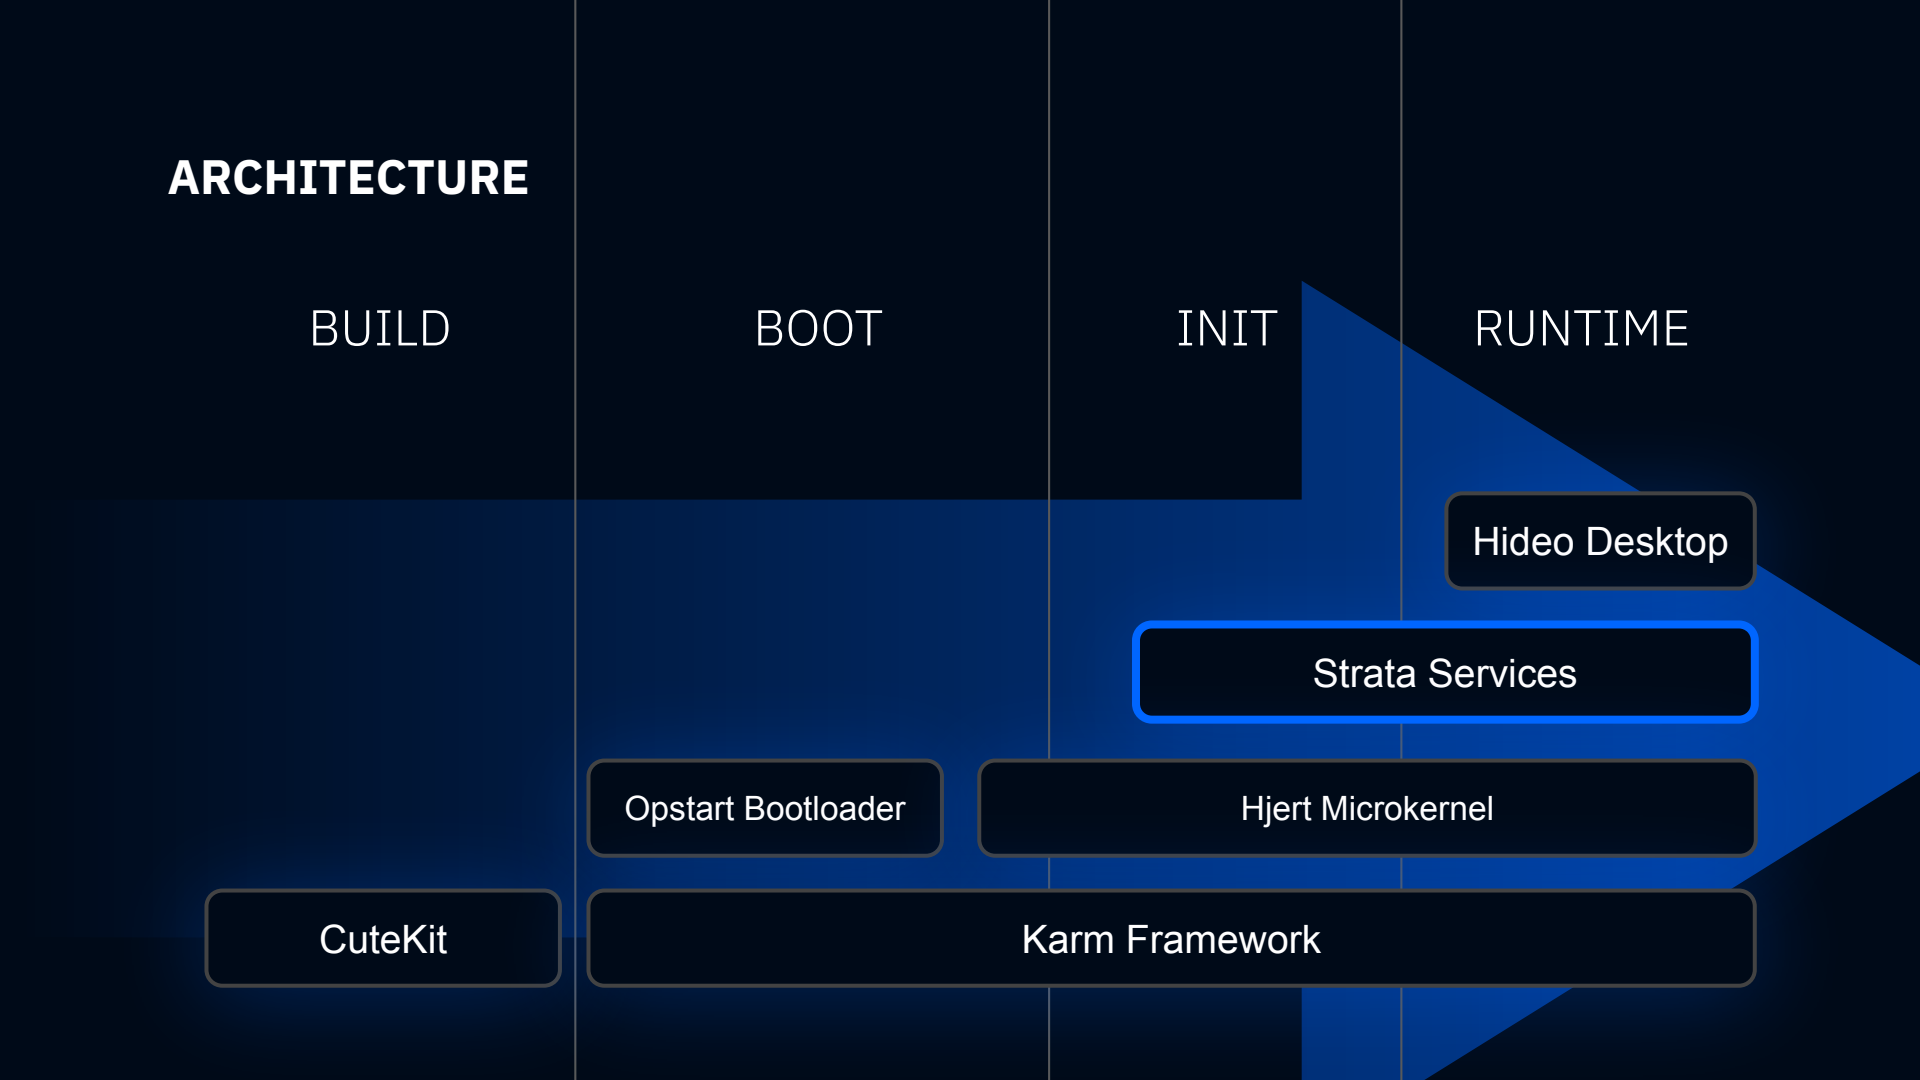 ARCHITECTURE
BUILD
BOOT
INIT
RUNTIME
Hideo Desktop
Strata Services
Opstart Bootloader
Hjert Microkernel
CuteKit
Karm Framework